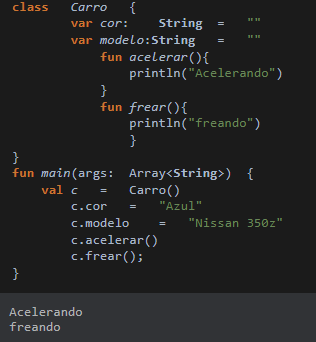 class Carro {
var cor: String = ""
var modelo:String = ""
fun acelerar(){
println("Acelerando")
}
fun frear(){
println("freando")
}
}
fun main(args: Array<String>) {
val c = Carro()
c.cor = "Azul"
c.modelo = "Nissan 350z"
c.acelerar()
c.frear();
}
Acelerando
freando